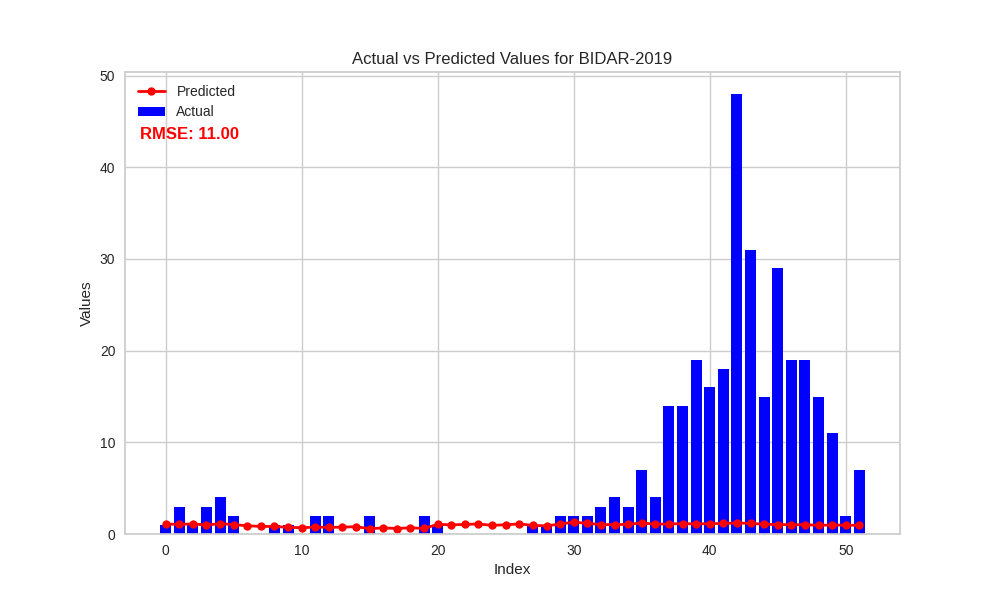 Actual vs Predicted Values for BIDAR-2019
Predicted
Actual
RMSE: 11.00
Values
50
40
30
20
10
0
0 10 20 30 40 50
Index